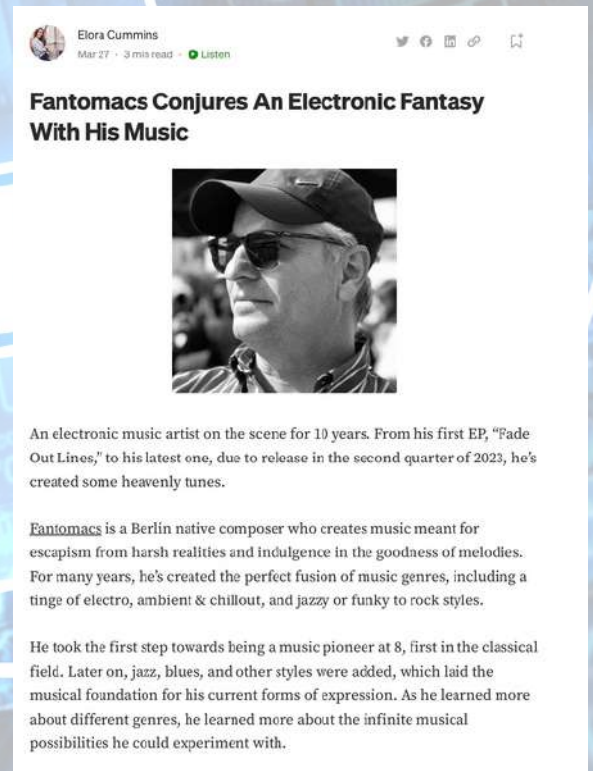 Elora Cummins
Mar 27 · 3 min read · Listen
Fantomacs Conjures An Electronic Fantasy
With His Music
An electronic music artist on the scene for 10 years. From his first EP, “Fade
Out Lines,” to his latest one, due to release in the second quarter of 2023, he’s
created some heavenly tunes.
Fantomacs is a Berlin native composer who creates music meant for
escapism from harsh realities and indulgence in the goodness of melodies.
For many years, he’s created the perfect fusion of music genres, including a
tinge of electro, ambient & chillout, and jazzy or funky to rock styles.
He took the first step towards being a music pioneer at 8, first in the classical
field. Later on, jazz, blues, and other styles were added, which laid the
musical foundation for his current forms of expression. As he learned more
about different genres, he learned more about the infinite musical
possibilities he could experiment with.